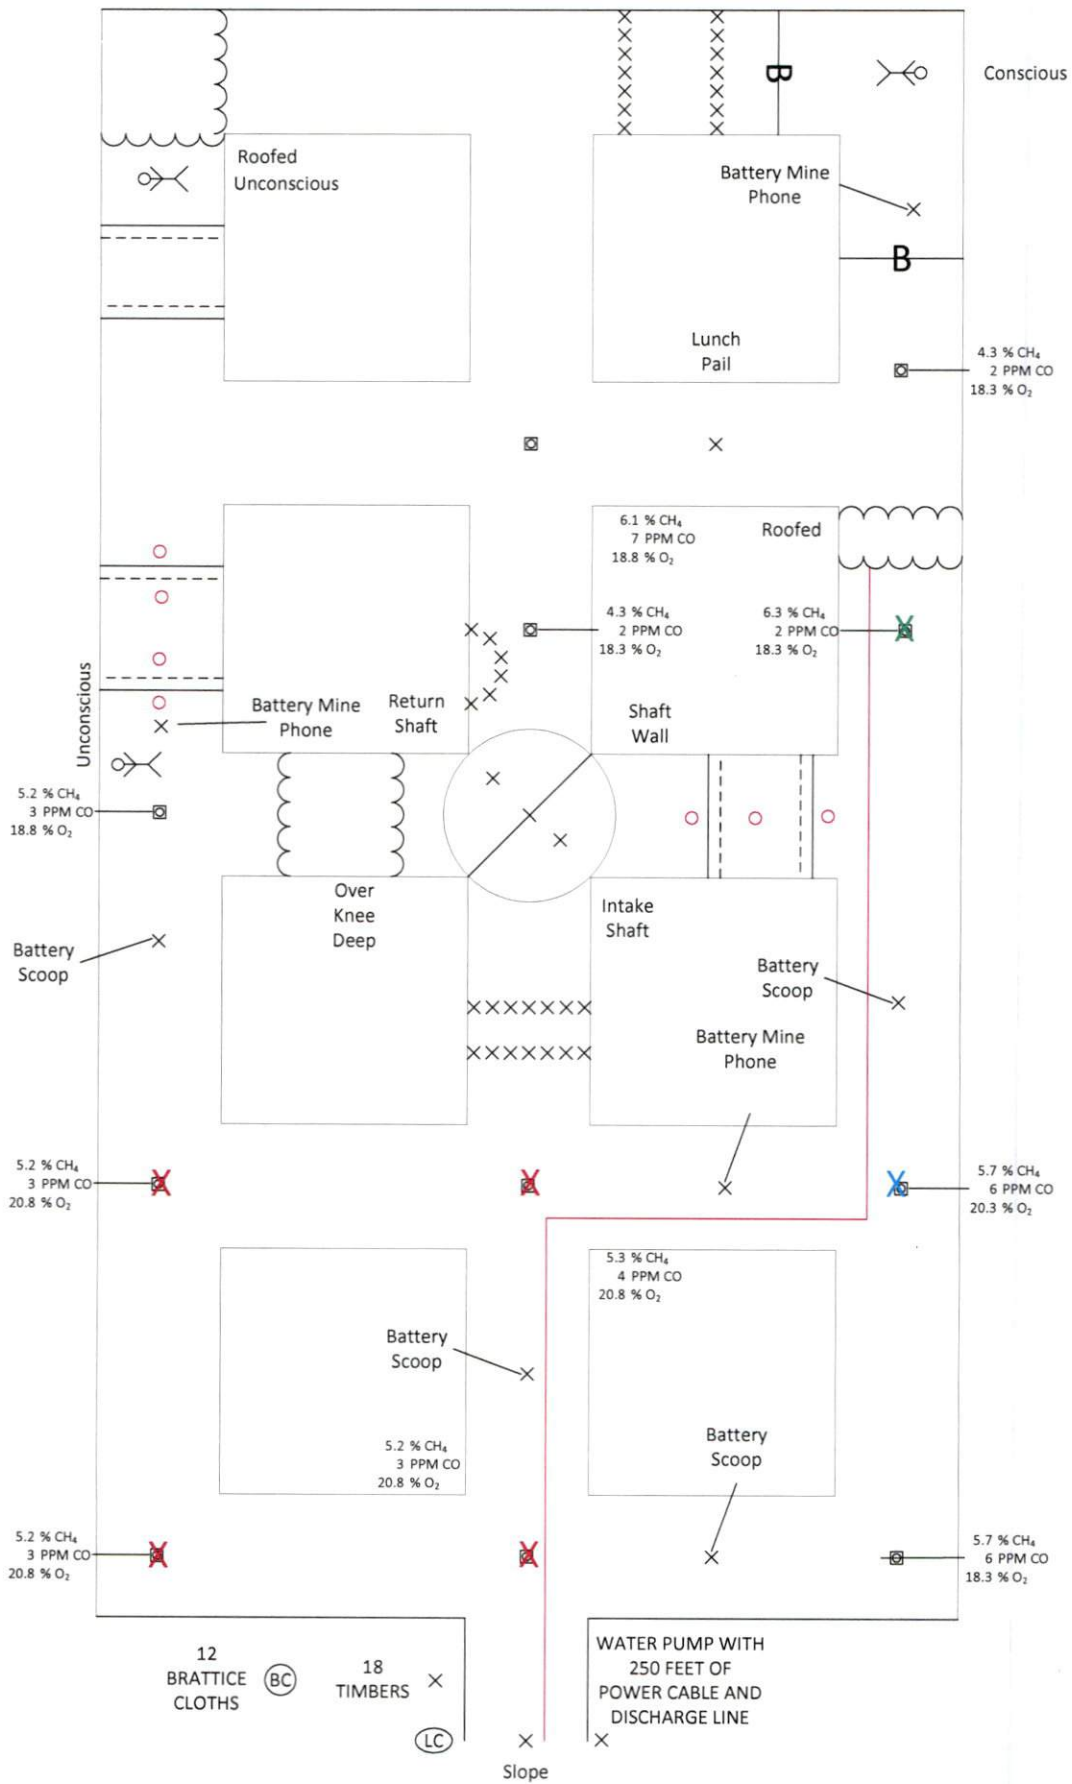 B
Conscious
Roofed
Unconscious
Battery Mine
Phone
B
Lunch
Pail
4.3 % CH₄
2 PPM CO
18.3 % O₂
6.1 % CH₄
7 PPM CO
18.8 % O₂
Roofed
4.3 % CH₄
2 PPM CO
18.3 % O₂
6.3 % CH₄
2 PPM CO
18.3 % O₂
Unconscious
Battery Mine
Phone
Return
Shaft
Shaft
Wall
5.2 % CH₄
3 PPM CO
18.8 % O₂
Over
Knee
Deep
Intake
Shaft
Battery
Scoop
Battery
Scoop
Battery Mine
Phone
5.2 % CH₄
3 PPM CO
20.8 % O₂
5.7 % CH₄
6 PPM CO
20.3 % O₂
5.3 % CH₄
4 PPM CO
20.8 % O₂
Battery
Scoop
5.2 % CH₄
3 PPM CO
20.8 % O₂
Battery
Scoop
5.2 % CH₄
3 PPM CO
20.8 % O₂
5.7 % CH₄
6 PPM CO
18.3 % O₂
12
BRATTICE
CLOTHS
BC
18
TIMBERS
WATER PUMP WITH
250 FEET OF
POWER CABLE AND
DISCHARGE LINE
LC
Slope